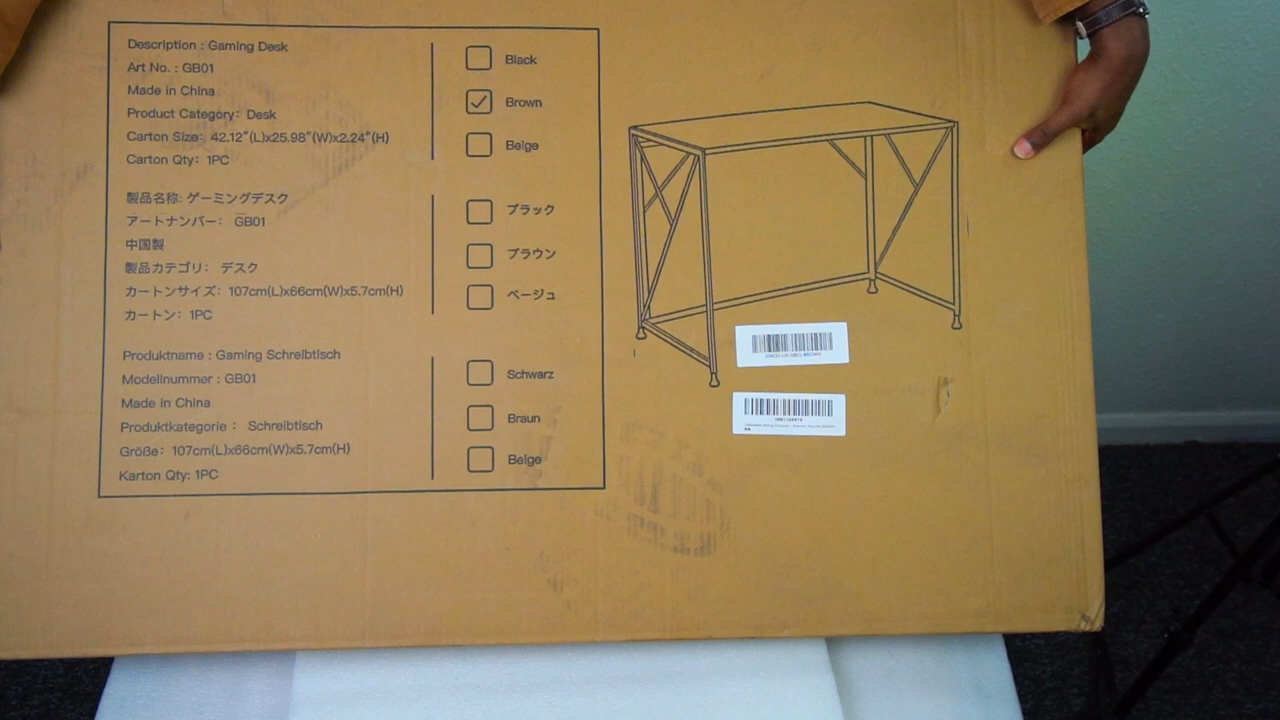 Description : Gaming Desk
Art No. : GB01
Made in China
Product Category: Desk
Carton Size: 42.12"(L)x25.98"(W)x2.24"(H)
Carton Qty: 1PC
Black
Brown
Beige
製品名称: ゲーミングデスク
アートナンバー: GB01
中国製
製品カテゴリ: デスク
カートンサイズ: 107cm(L)x66cm(W)x5.7cm(H)
カートン: 1PC
ブラック
ブラウン
ベージュ
Produktname : Gaming Schreibtisch
Modellnummer : GB01
Made in China
Produktkategorie : Schreibtisch
Größe: 107cm(L)x66cm(W)x5.7cm(H)
Karton Qty: 1PC
Schwarz
Braun
Beige